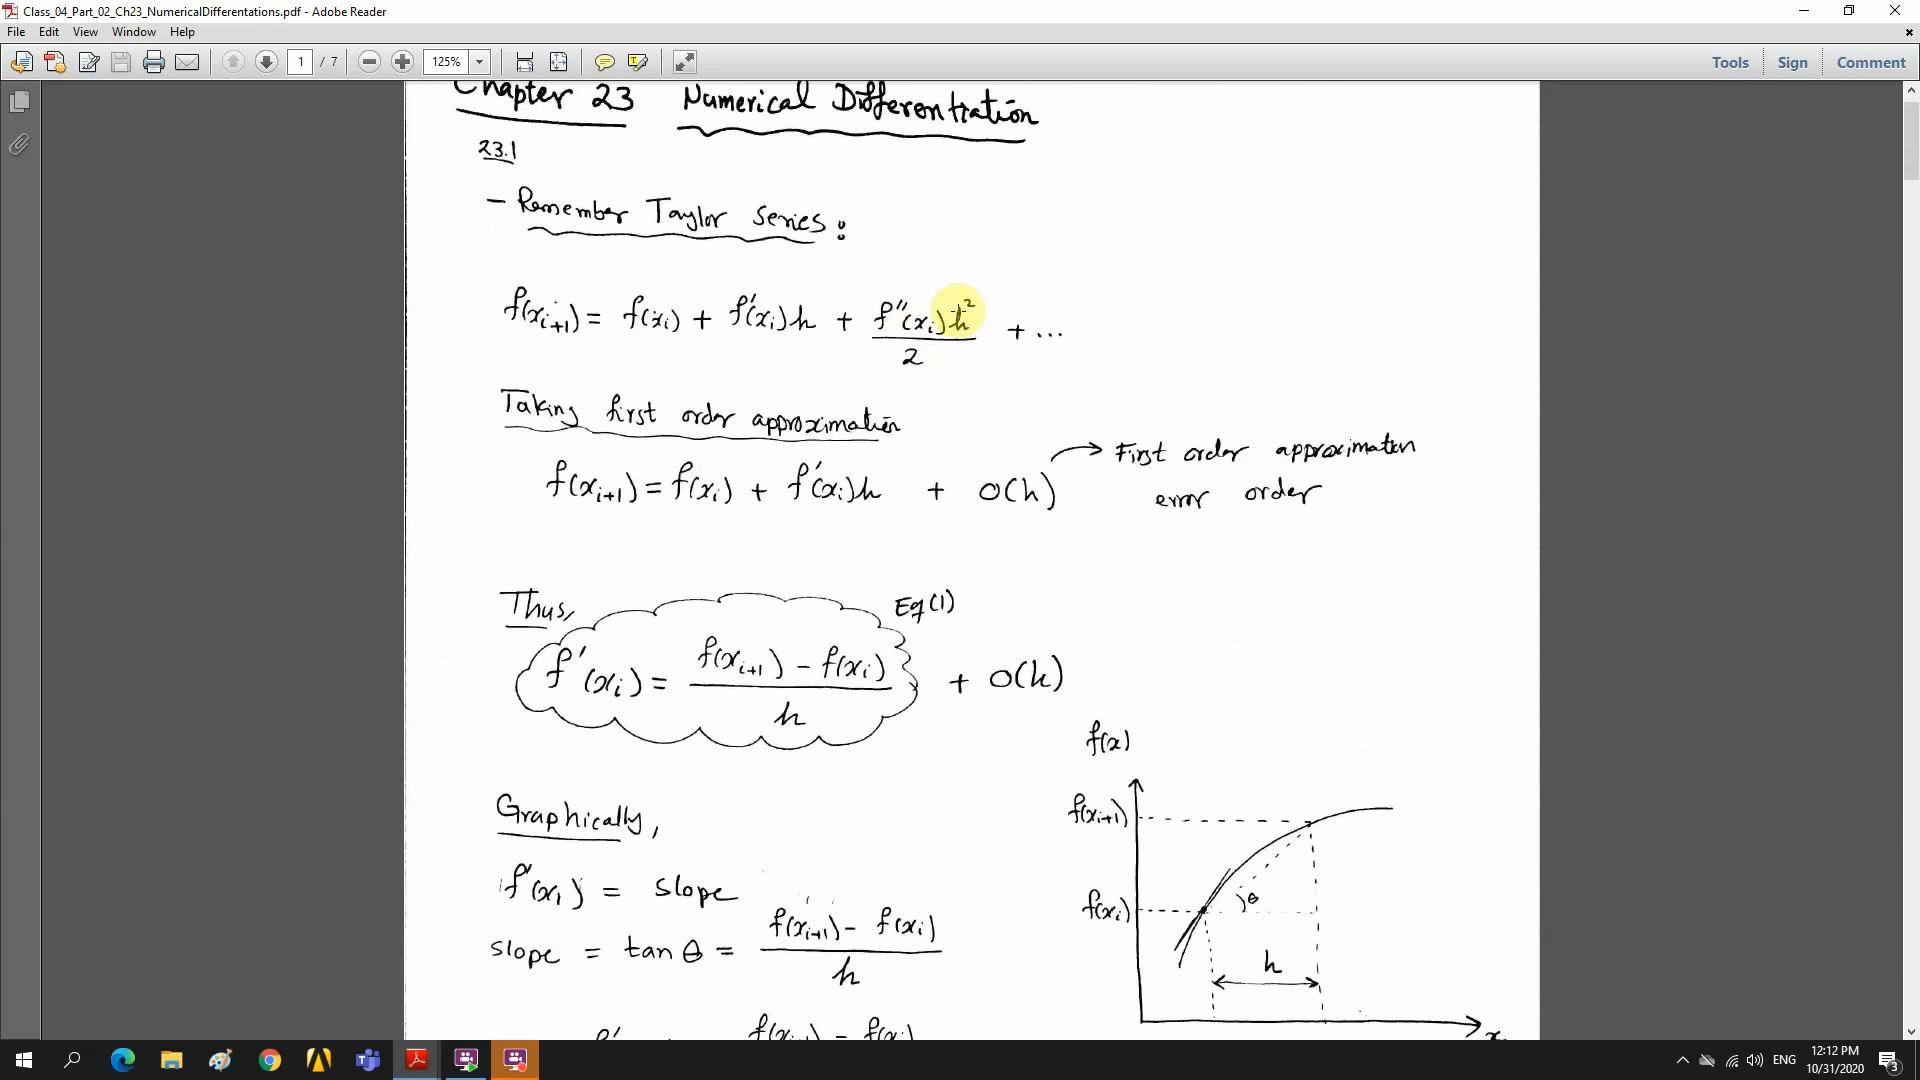 Class_04_Part_02_Ch23_NumericalDifferentations.pdf - Adobe Reader
File Edit View Window Help
1 / 7 125% Tools Sign Comment
Chapter 23 Numerical Differentration
23.1
- Remember Taylor Series:
f(xᵢ₊₁) = f(xᵢ) + f'(xᵢ)h + f''(xᵢ)h²/2 + ...
Taking first order approximation
f(xᵢ₊₁) = f(xᵢ) + f'(xᵢ)h + O(h) → First order approximation
error order
Thus,
Eq(1)
f'(xᵢ) = f(xᵢ₊₁) - f(xᵢ)/h + O(h)
f(x)
f(xᵢ₊₁)
f(xᵢ)
θ
h
x
Graphically,
f'(xᵢ) = slope
slope = tan θ = f(xᵢ₊₁) - f(xᵢ)/h
ENG
12:12 PM
10/31/2020
3